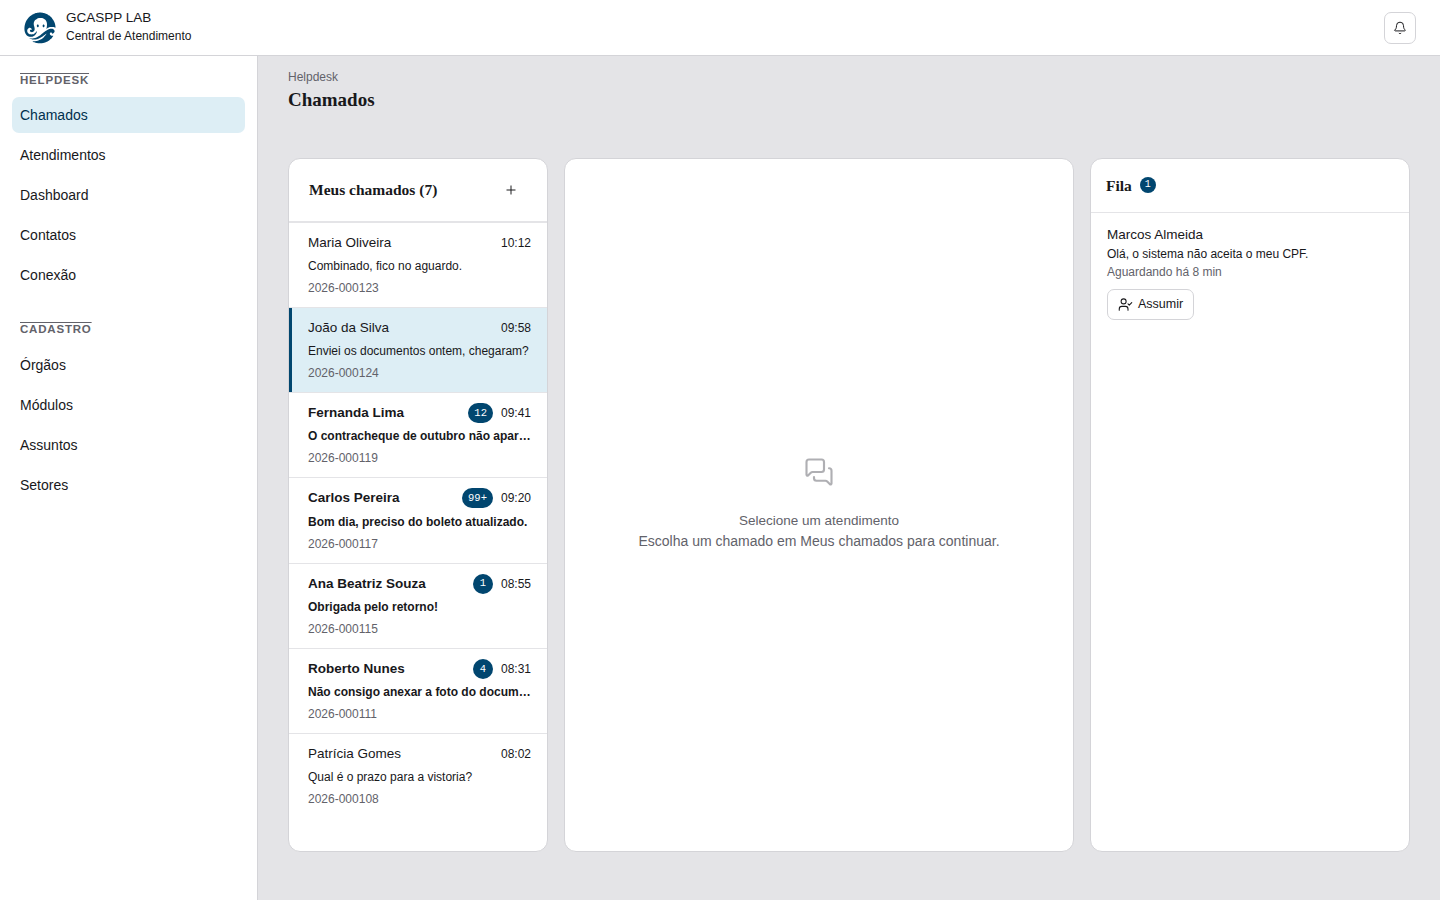 GCASPP LAB
Central de Atendimento
HELPDESK
Chamados
Atendimentos
Dashboard
Contatos
Conexão
CADASTRO
Órgãos
Módulos
Assuntos
Setores
Helpdesk
Chamados
Meus chamados (7)
Maria Oliveira 10:12
Combinado, fico no aguardo.
2026-000123
João da Silva 09:58
Enviei os documentos ontem, chegaram?
2026-000124
Fernanda Lima 12 09:41
O contracheque de outubro não apar…
2026-000119
Carlos Pereira 99+ 09:20
Bom dia, preciso do boleto atualizado.
2026-000117
Ana Beatriz Souza 1 08:55
Obrigada pelo retorno!
2026-000115
Roberto Nunes 4 08:31
Não consigo anexar a foto do docum…
2026-000111
Patrícia Gomes 08:02
Qual é o prazo para a vistoria?
2026-000108
Selecione um atendimento
Escolha um chamado em Meus chamados para continuar.
Fila 1
Marcos Almeida
Olá, o sistema não aceita o meu CPF.
Aguardando há 8 min
Assumir